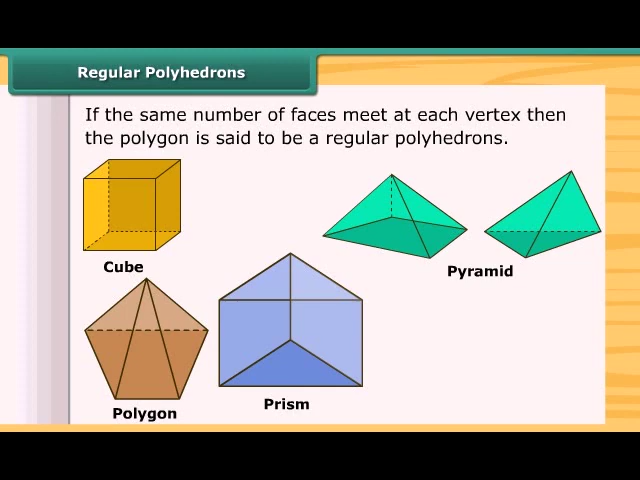 Regular Polyhedrons
If the same number of faces meet at each vertex then
the polygon is said to be a regular polyhedrons.
Cube
Pyramid
Polygon
Prism